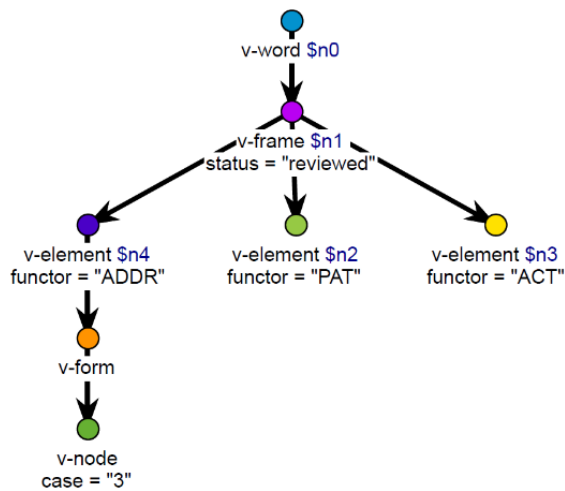 v-word $n0
v-frame $n1
status = "reviewed"
v-element $n4
functor = "ADDR"
v-element $n2
functor = "PAT"
v-element $n3
functor = "ACT"
v-form
v-node
case = "3"